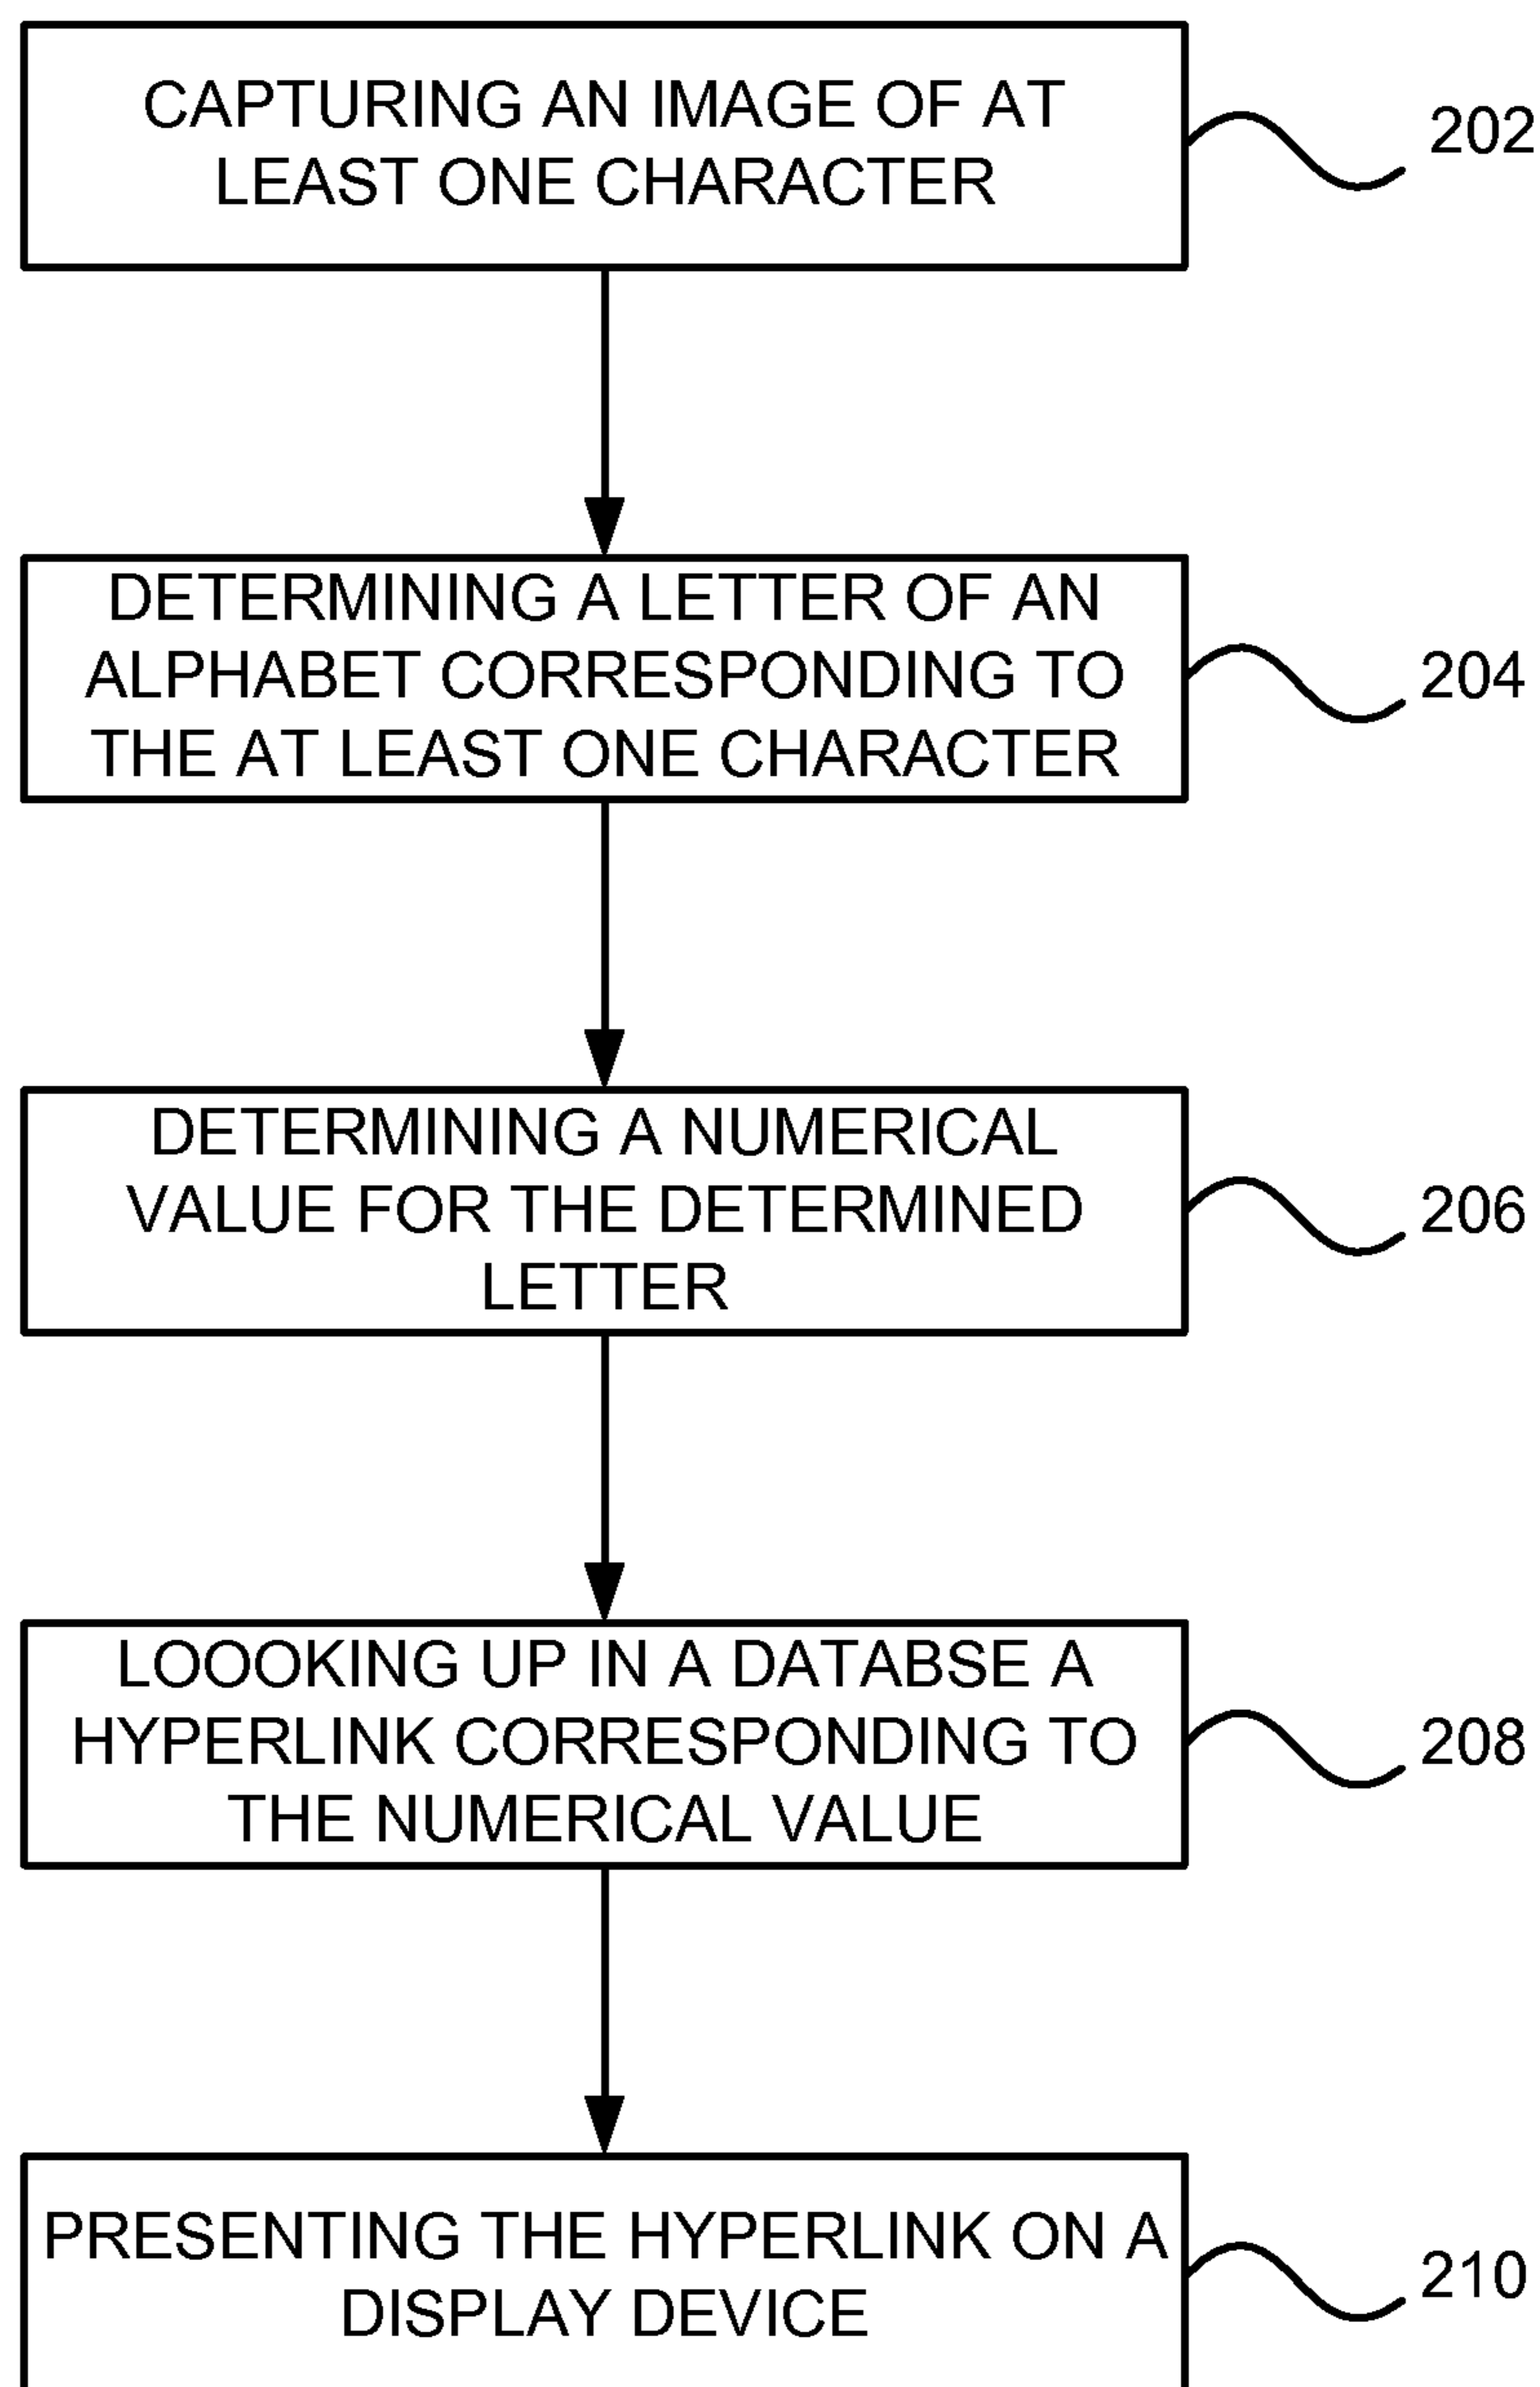 CAPTURING AN IMAGE OF AT
LEAST ONE CHARACTER
202
DETERMINING A LETTER OF AN
ALPHABET CORRESPONDING TO
THE AT LEAST ONE CHARACTER
204
DETERMINING A NUMERICAL
VALUE FOR THE DETERMINED
LETTER
206
LOOOKING UP IN A DATABSE A
HYPERLINK CORRESPONDING TO
THE NUMERICAL VALUE
208
PRESENTING THE HYPERLINK ON A
DISPLAY DEVICE
210